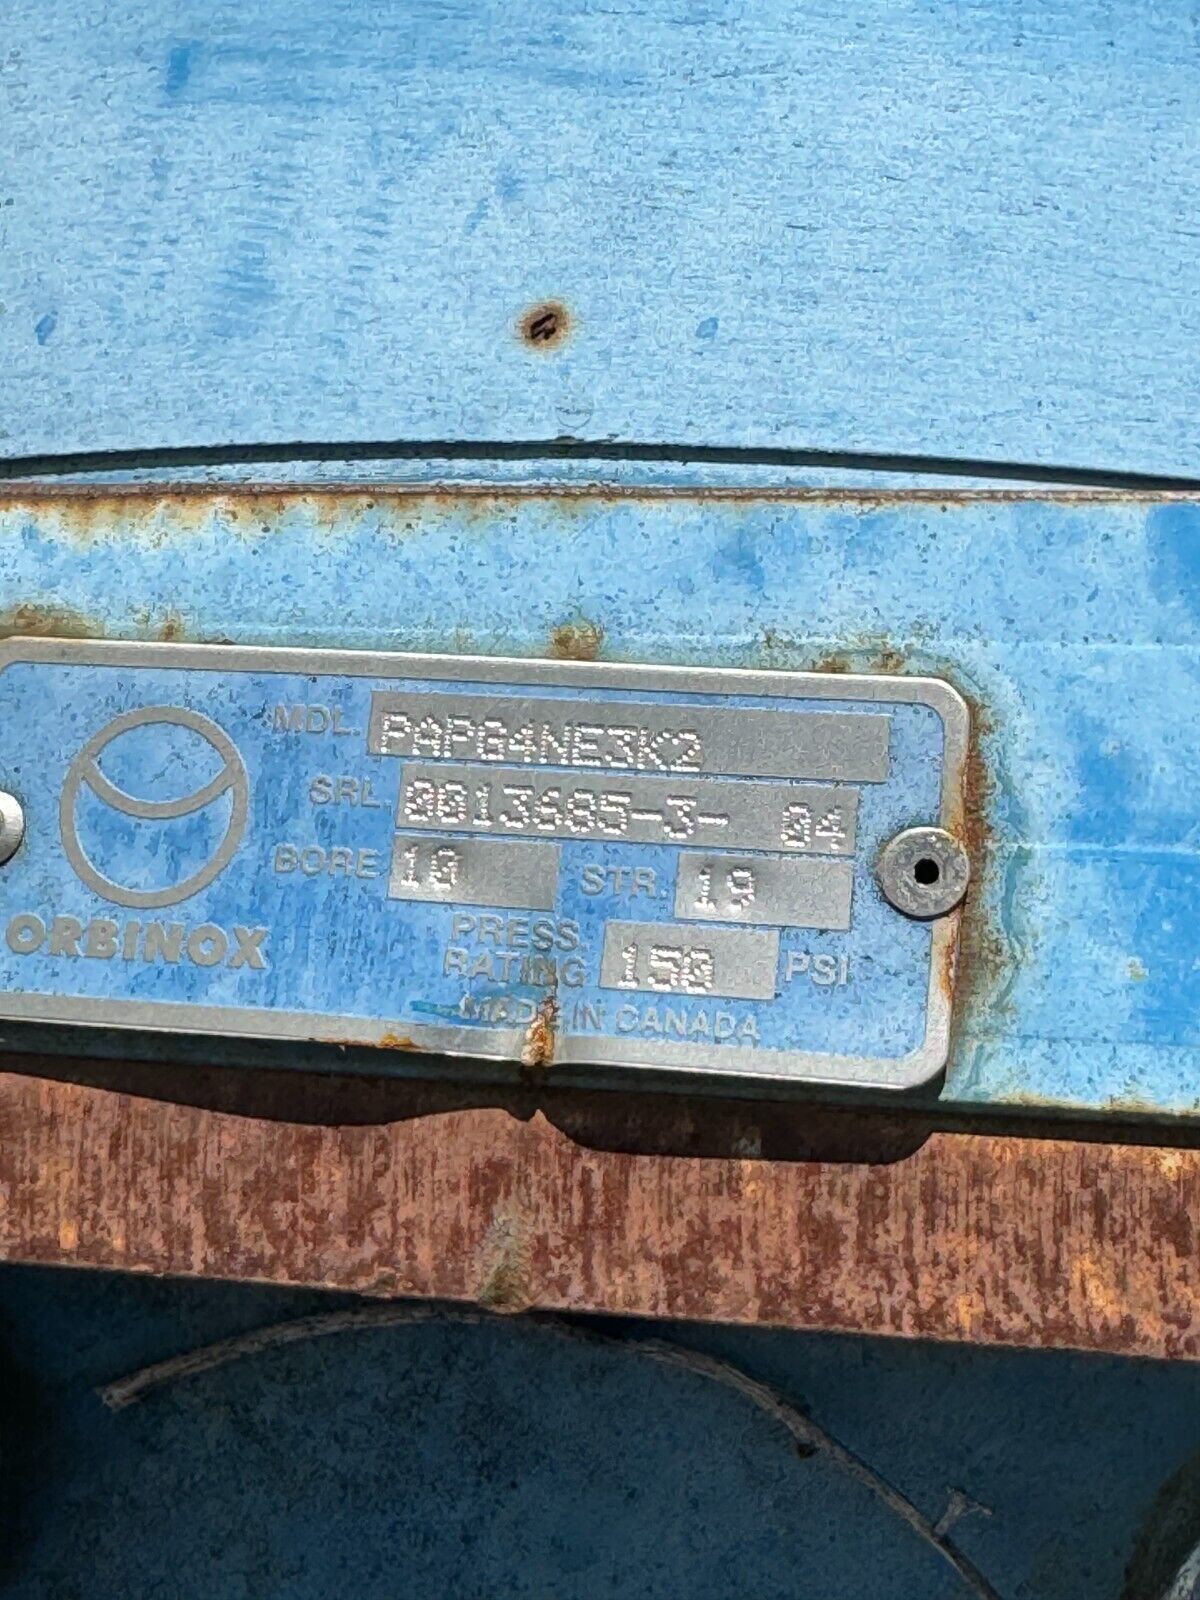 MDL. PAPG4NE3K2
SRL. 0013685-3- 04
BORE 10 STR. 19
ORBINOX
PRESS. RATING 150 PSI
MADE IN CANADA